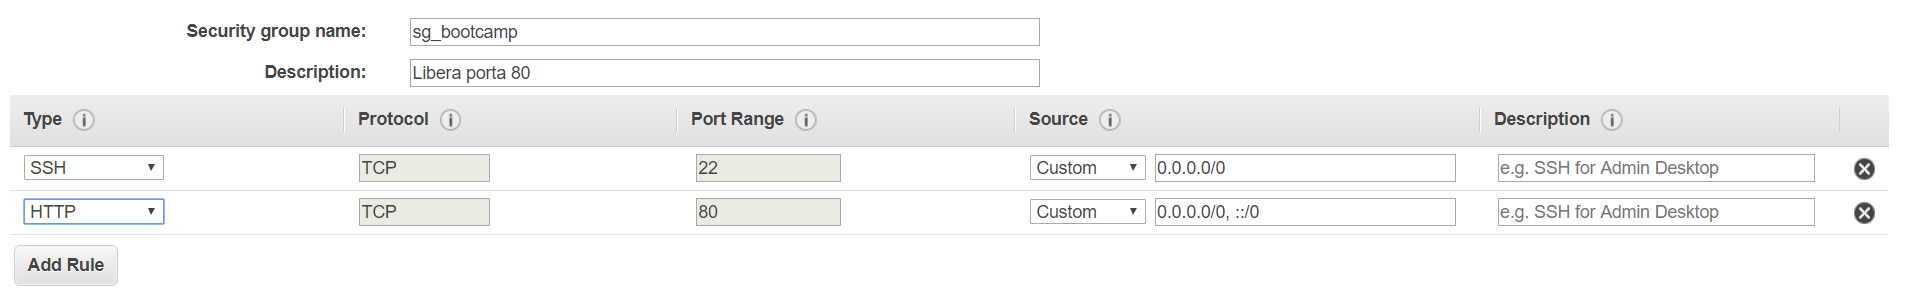 Security group name: sg_bootcamp
Description: Libera porta 80
Type i Protocol i Port Range i Source i Description i
SSH TCP 22 Custom 0.0.0.0/0 e.g. SSH for Admin Desktop
HTTP TCP 80 Custom 0.0.0.0/0, ::/0 e.g. SSH for Admin Desktop
Add Rule